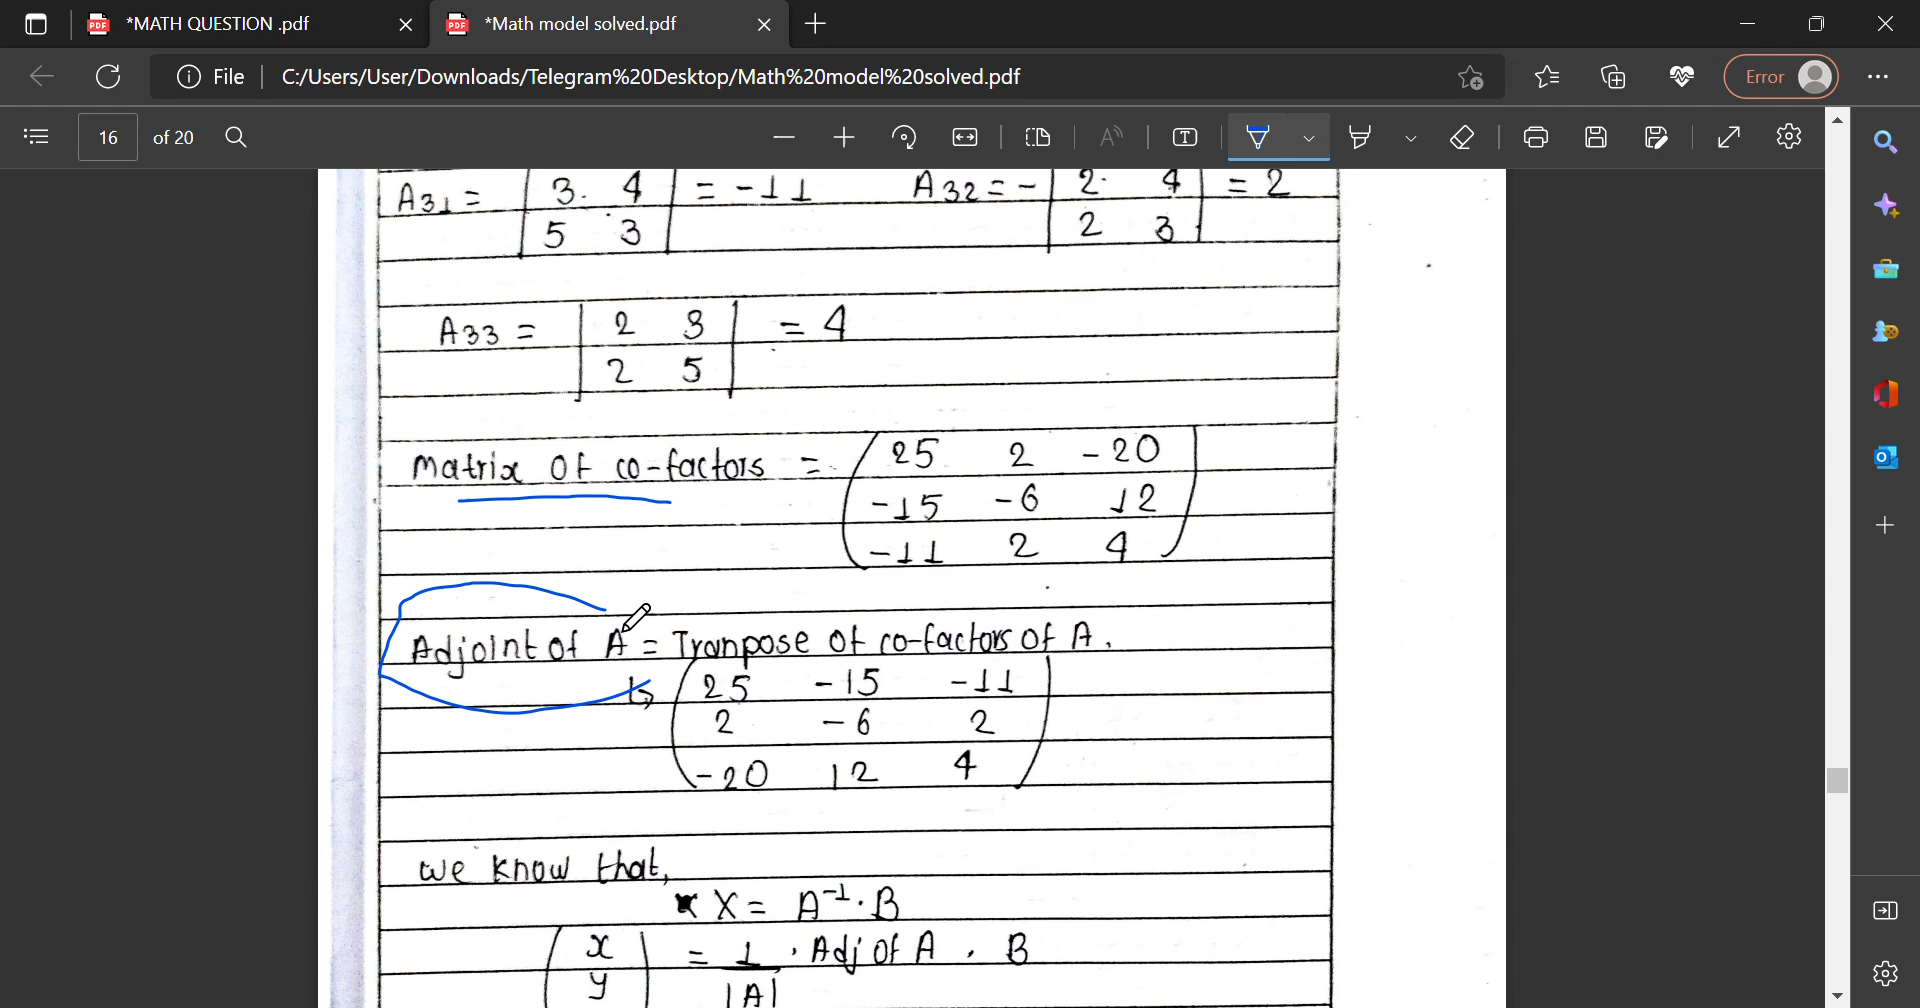 *MATH QUESTION .pdf
*Math model solved.pdf
File
C:/Users/User/Downloads/Telegram%20Desktop/Math%20model%20solved.pdf
Error
16 of 20
A31 = | 3. 4 | = -11 A32 = - | 2. 4 | = 2
5 3 2 3
A33 = | 2 3 | = 4
2 5
Matrix Of co-factors = 25 2 -20
-15 -6 12
-11 2 4
Adjoint of A = Tranpose Of co-factors Of A.
25 -15 -11
2 -6 2
-20 12 4
We know that,
X = A⁻¹ . B
x = 1 . Adj Of A . B
y |A|